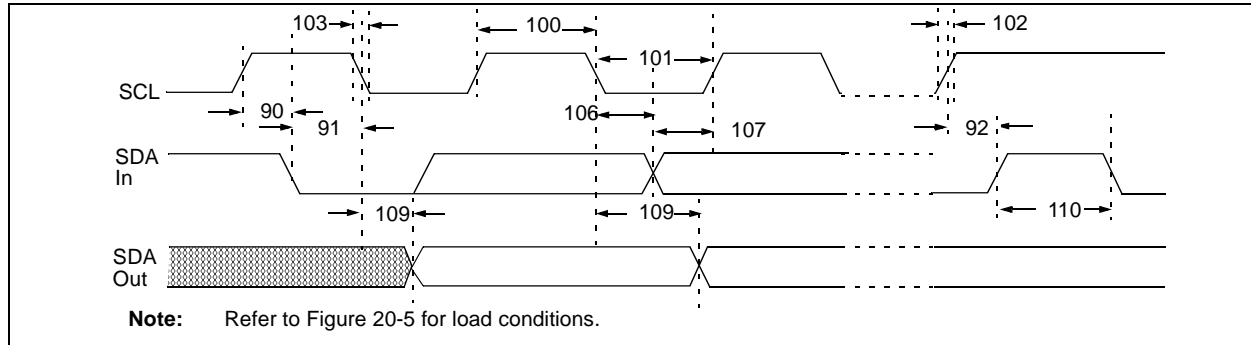 103
100
102
101
SCL
90
106
91
107
92
SDA
In
109
109
110
SDA
Out
Note: Refer to Figure 20-5 for load conditions.